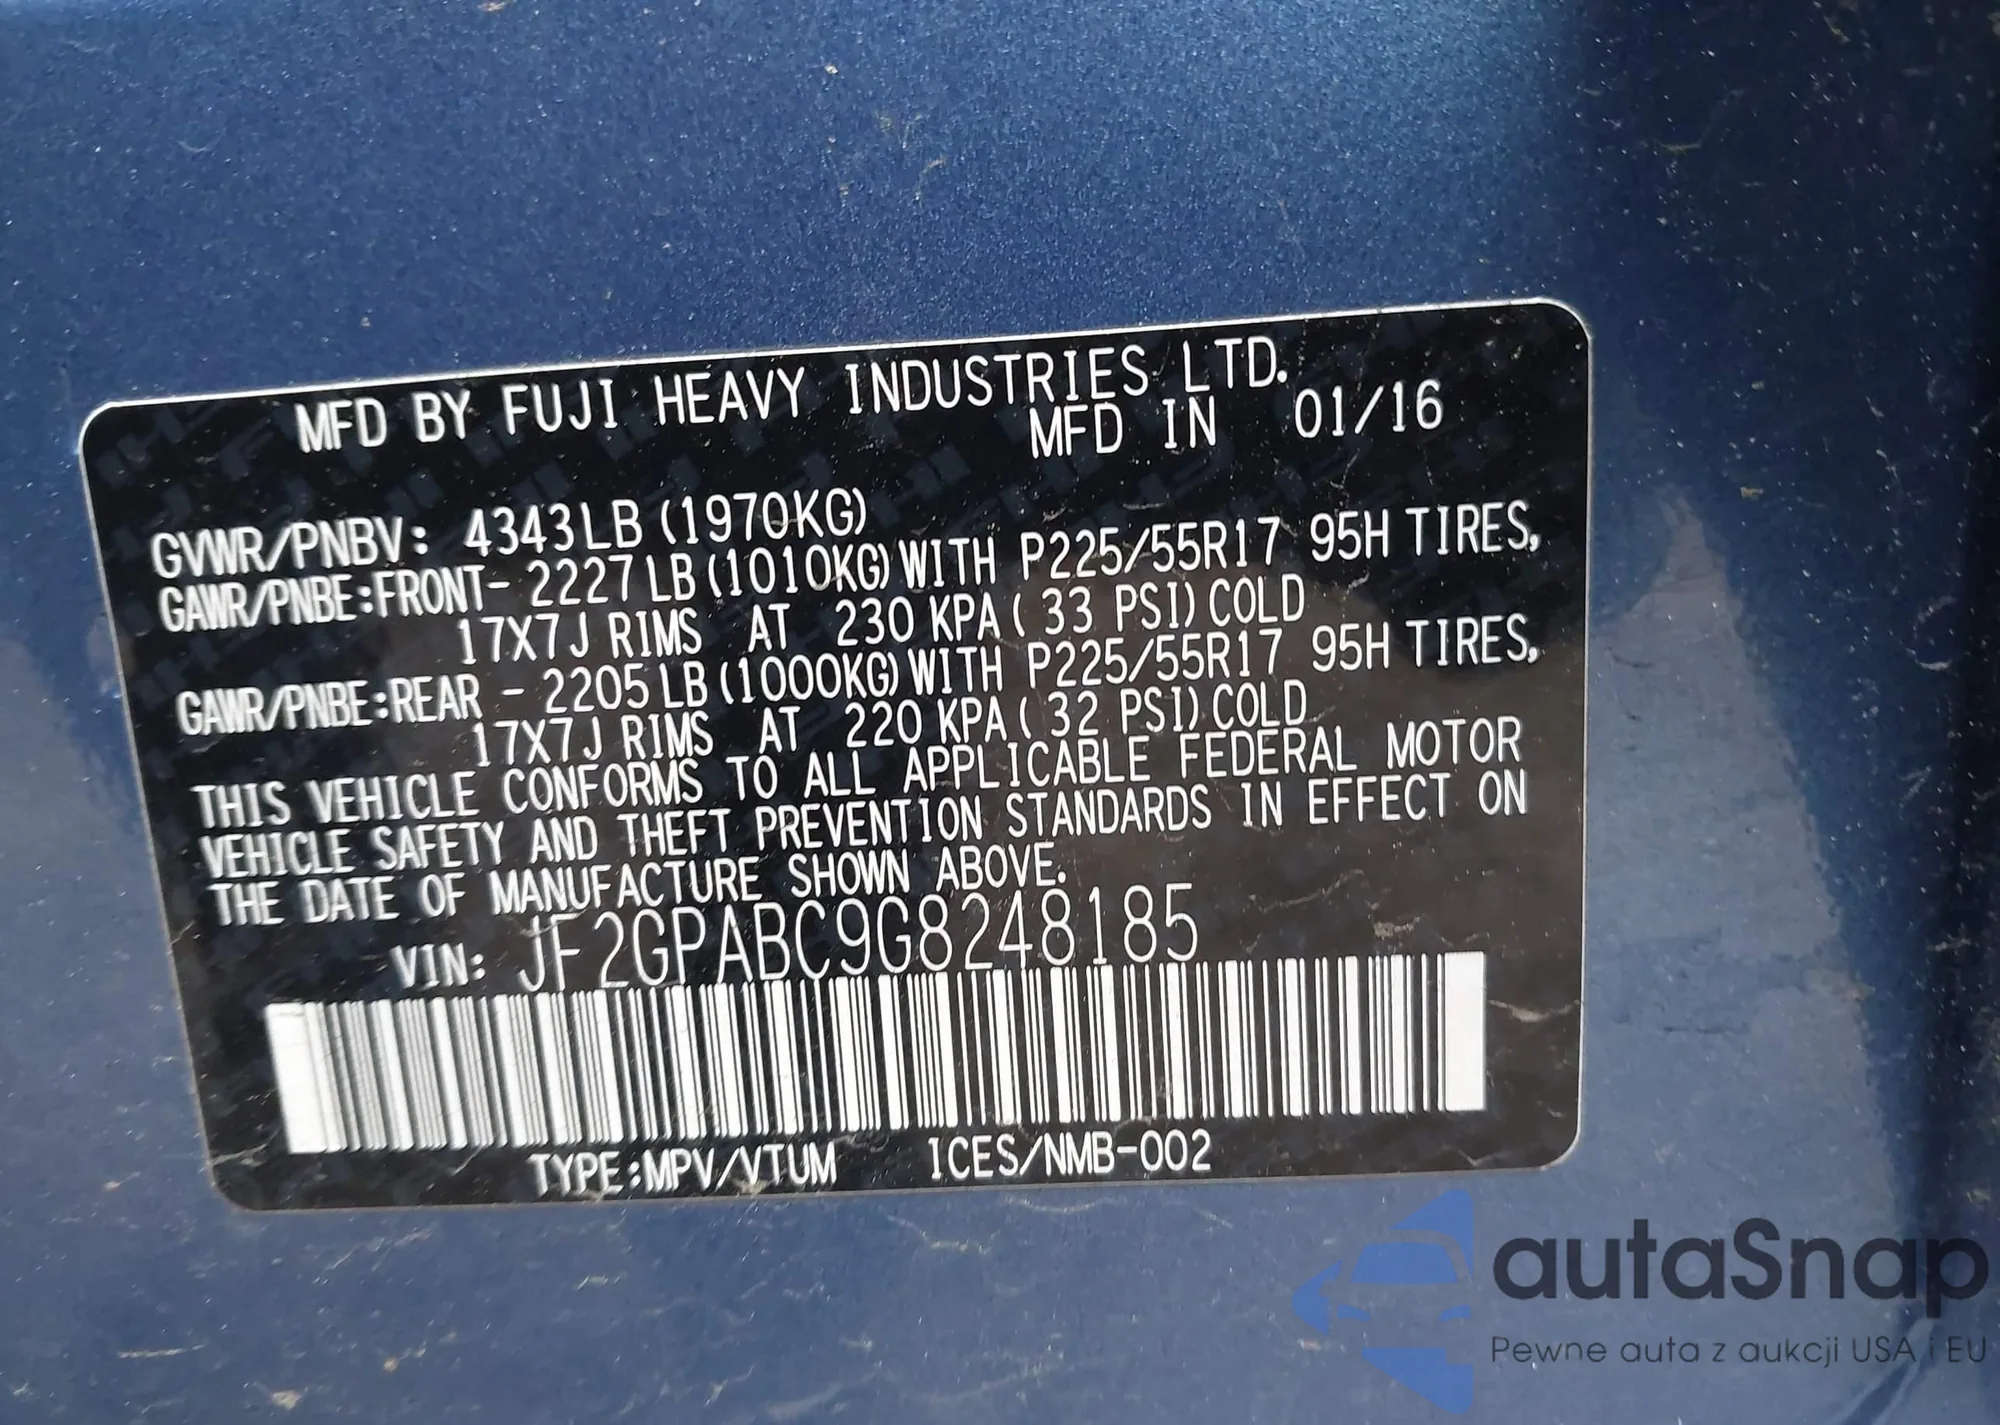 MFD BY FUJI HEAVY INDUSTRIES LTD.
MFD IN 01/16
GVWR/PNBV: 4343LB (1970KG)
GAWR/PNBE:FRONT- 2227LB (1010KG) WITH P225/55R17 95H TIRES,
17X7J RIMS AT 230 KPA ( 33 PSI) COLD
GAWR/PNBE:REAR - 2205LB (1000KG) WITH P225/55R17 95H TIRES,
17X7J RIMS AT 220 KPA ( 32 PSI) COLD
THIS VEHICLE CONFORMS TO ALL APPLICABLE FEDERAL MOTOR
VEHICLE SAFETY AND THEFT PREVENTION STANDARDS IN EFFECT ON
THE DATE OF MANUFACTURE SHOWN ABOVE.
VIN: JF2GPABC9G8248185
TYPE:MPV/VTUM ICES/NMB-002
autaSnap
Pewne auta z aukcji USA i EU